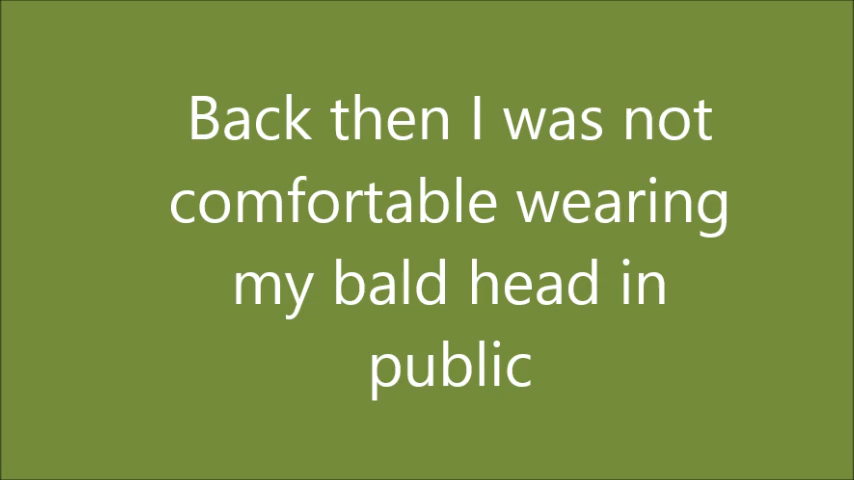 Back then I was not
comfortable wearing
my bald head in
public